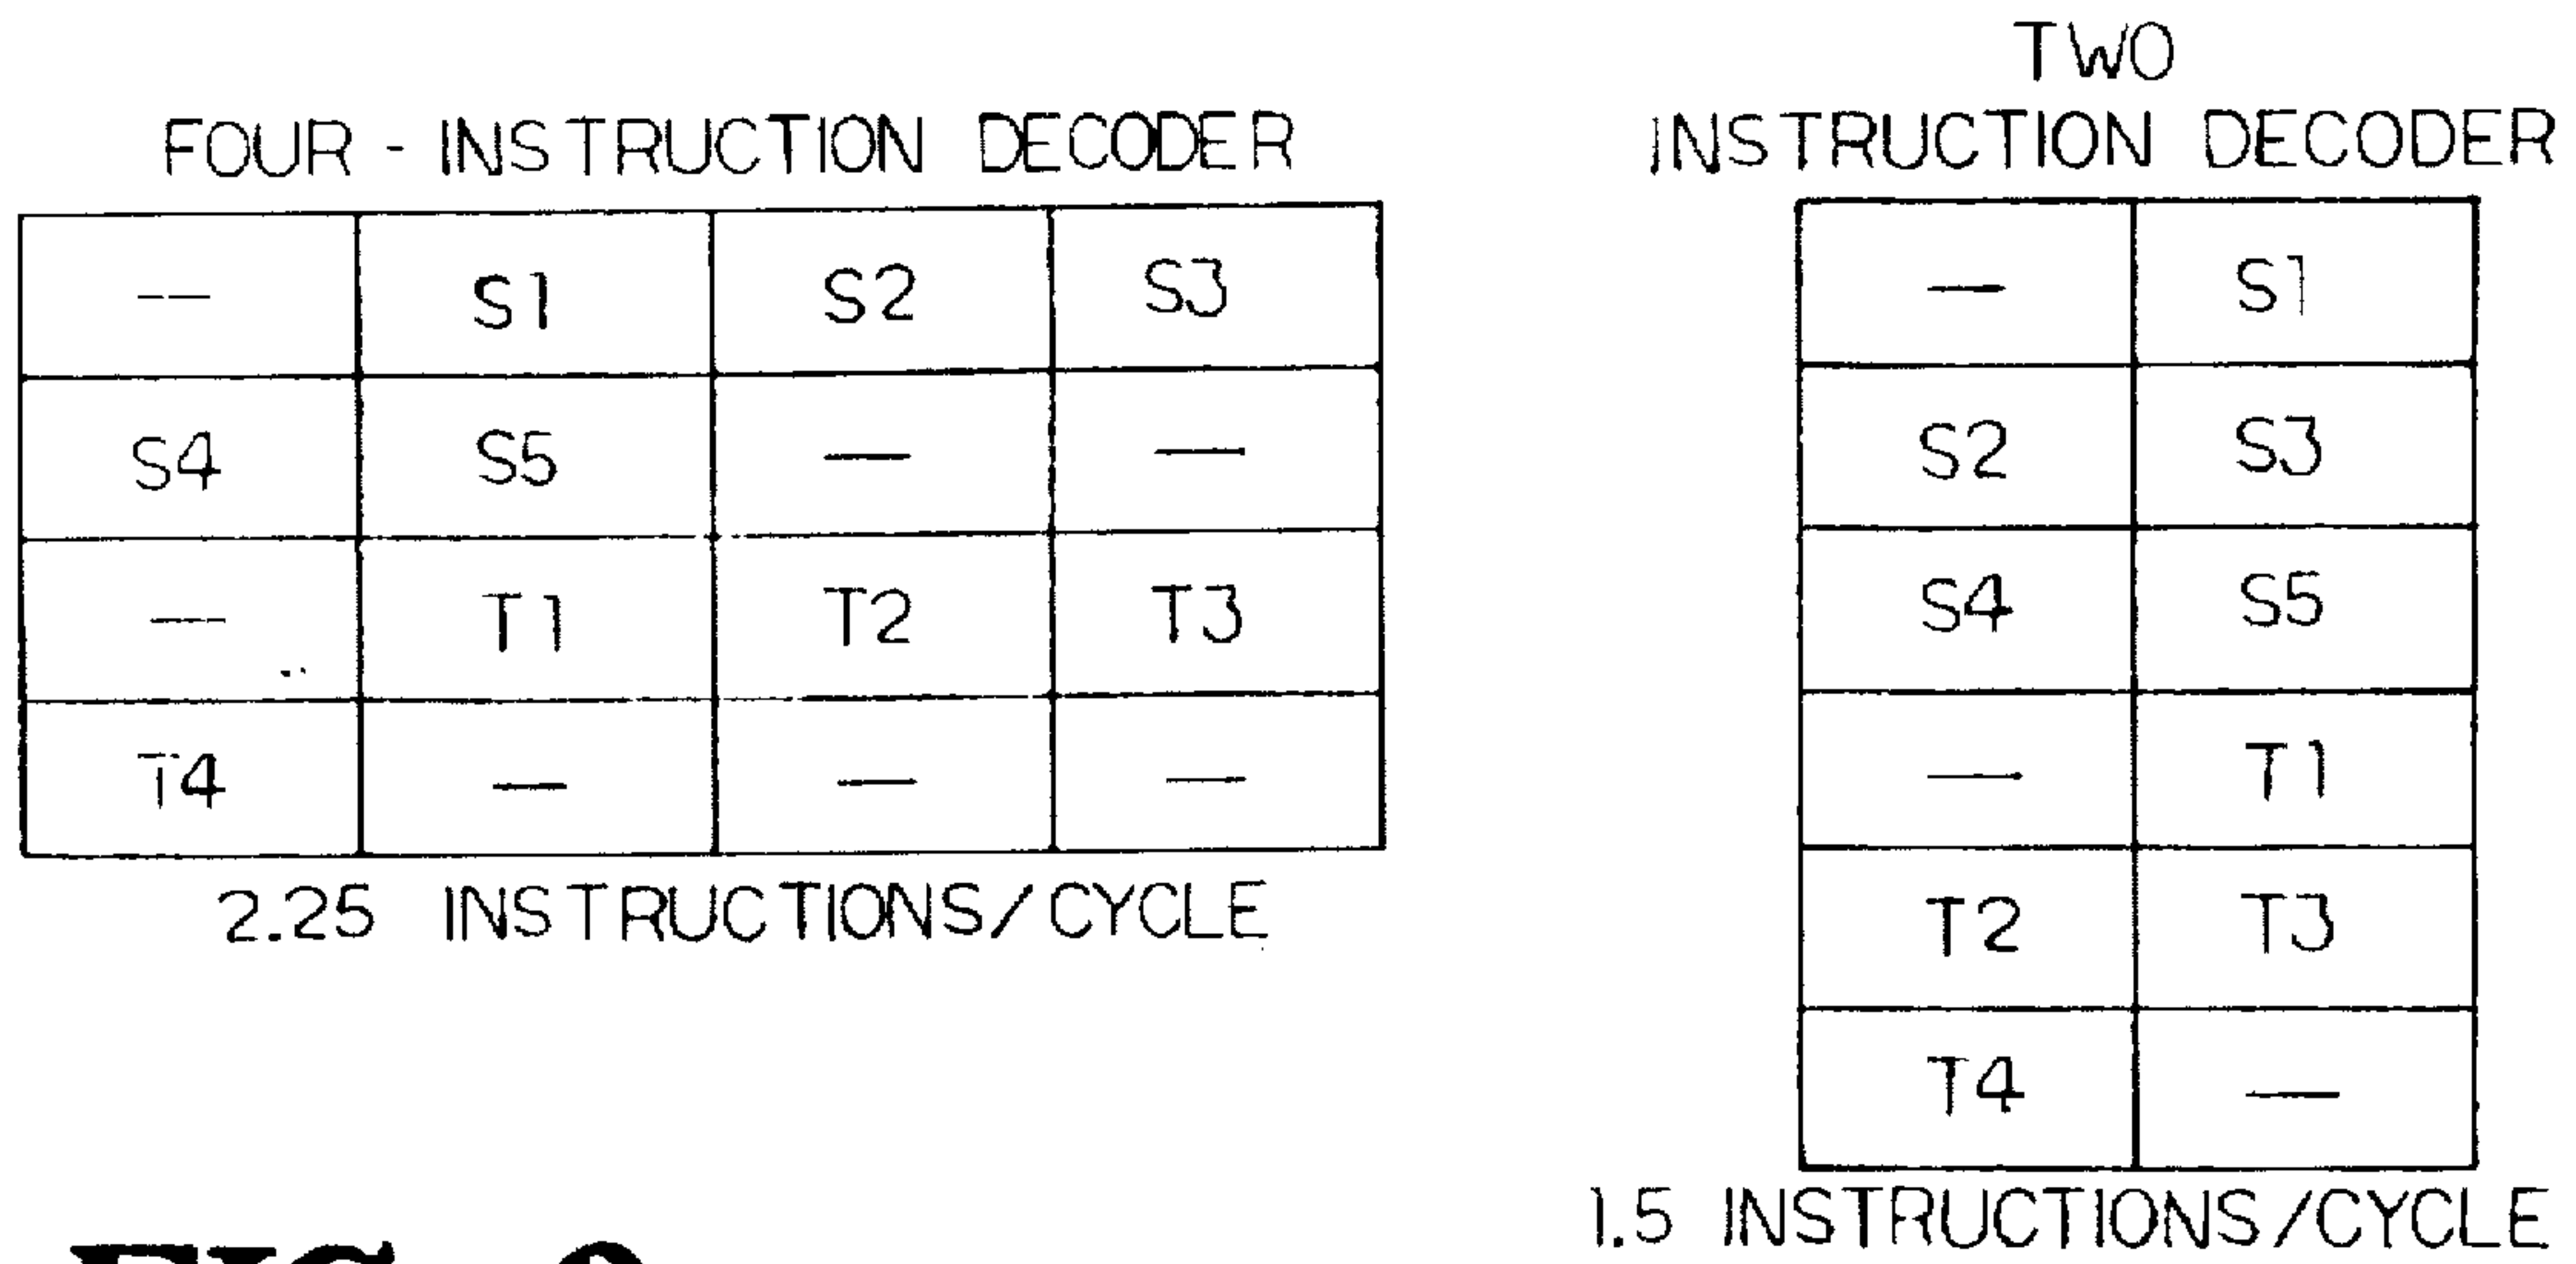 FOUR - INSTRUCTION DECODER
— S1 S2 S3
S4 S5 — —
— T1 T2 T3
T4 — — —
2.25 INSTRUCTIONS/CYCLE
TWO
INSTRUCTION DECODER
— S1
S2 S3
S4 S5
— T1
T2 T3
T4 —
1.5 INSTRUCTIONS/CYCLE